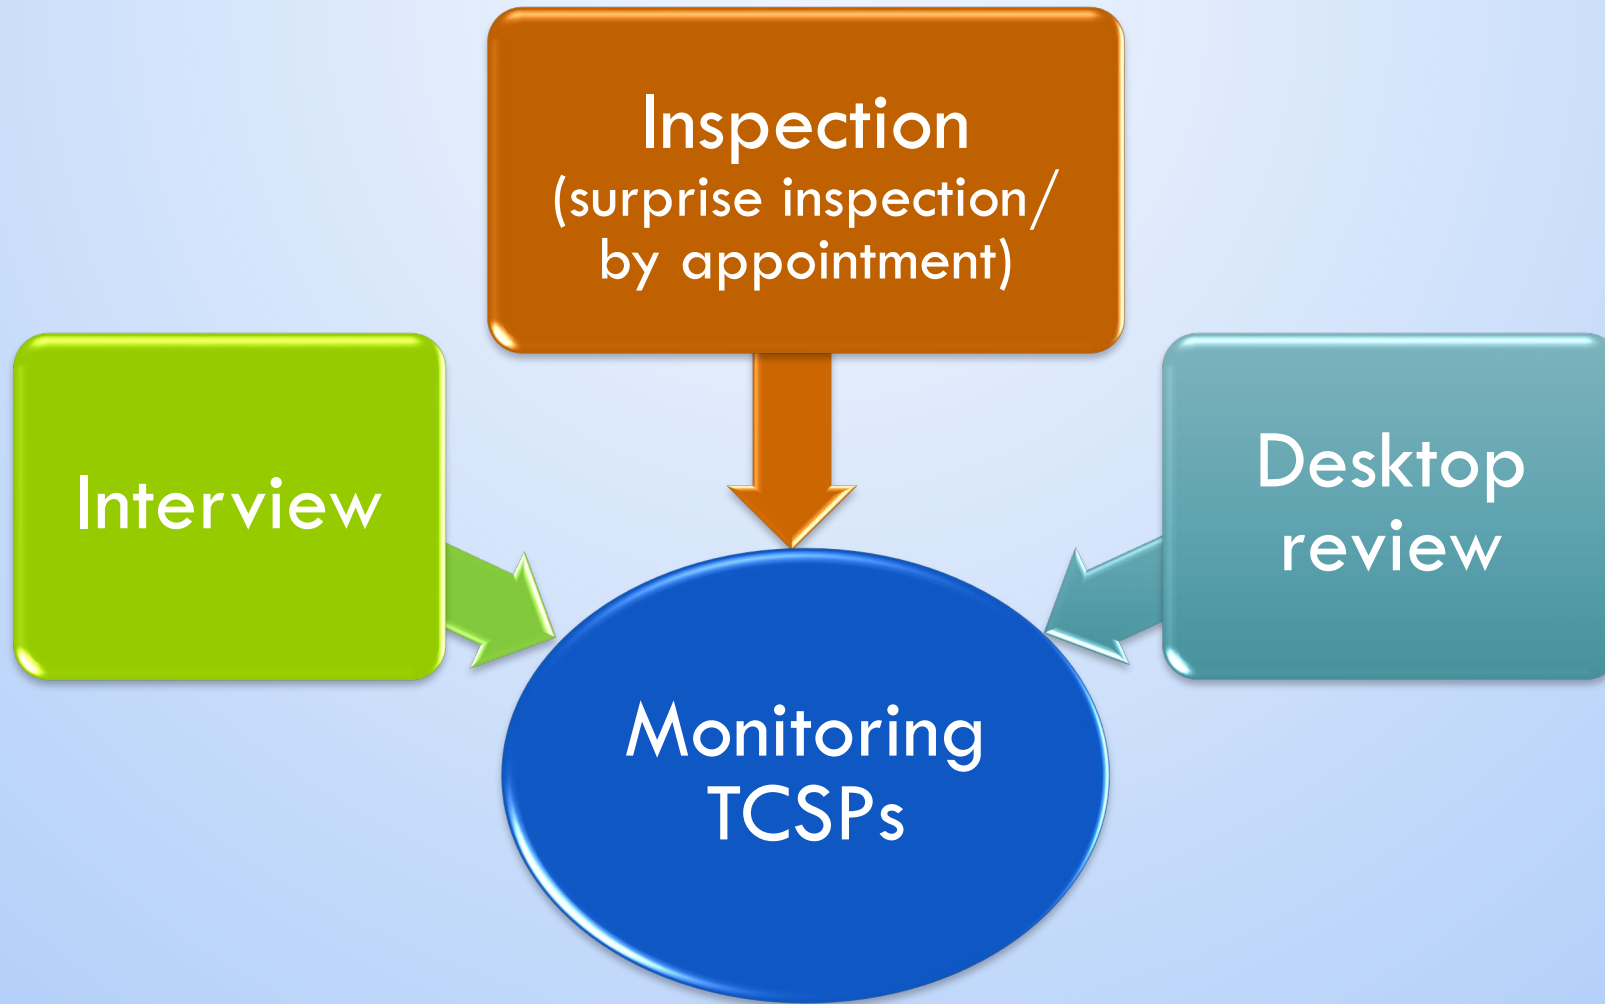 Inspection
(surprise inspection/
by appointment)
Interview
Desktop
review
Monitoring
TCSPs